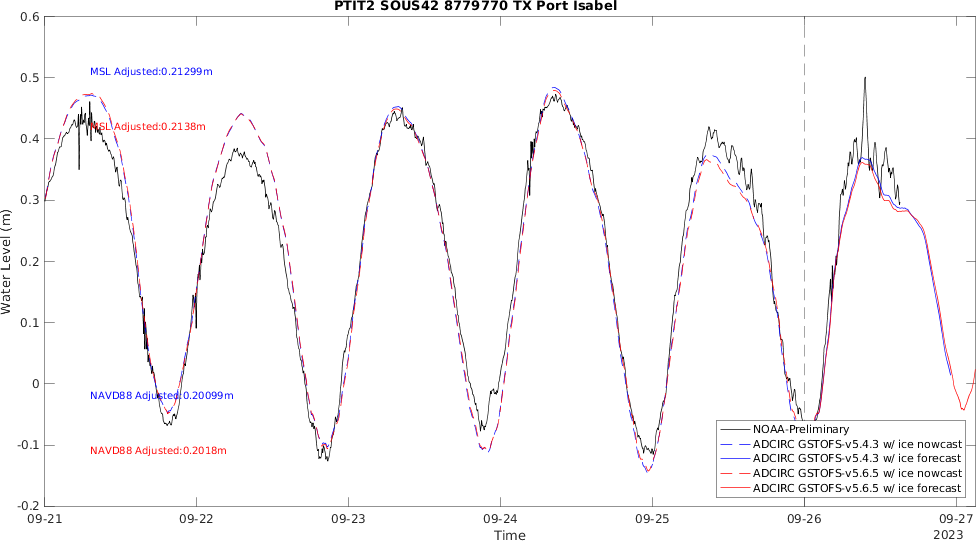 PTIT2 SOUS42 8779770 TX Port Isabel
0.6
0.5
0.4
0.3
0.2
0.1
0
-0.1
-0.2
Water Level (m)
MSL Adjusted:0.21299m
MSL Adjusted:0.2138m
NAVD88 Adjusted:0.20099m
NAVD88 Adjusted:0.2018m
NOAA-Preliminary
ADCIRC GSTOFS-v5.4.3 w/ ice nowcast
ADCIRC GSTOFS-v5.4.3 w/ ice forecast
ADCIRC GSTOFS-v5.6.5 w/ ice nowcast
ADCIRC GSTOFS-v5.6.5 w/ ice forecast
09-21 09-22 09-23 09-24 09-25 09-26 09-27
Time
2023